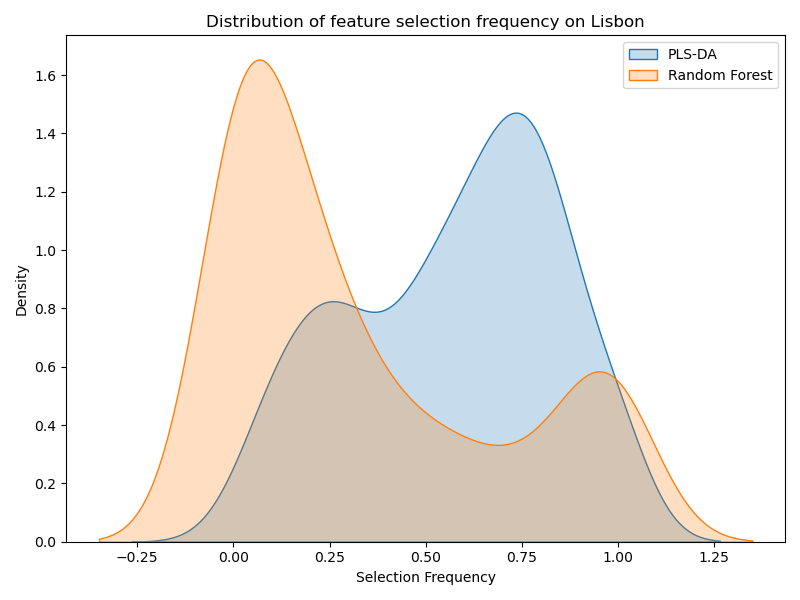 Distribution of feature selection frequency on Lisbon
PLS-DA
Random Forest
Density
1.6
1.4
1.2
1.0
0.8
0.6
0.4
0.2
0.0
−0.25 0.00 0.25 0.50 0.75 1.00 1.25
Selection Frequency